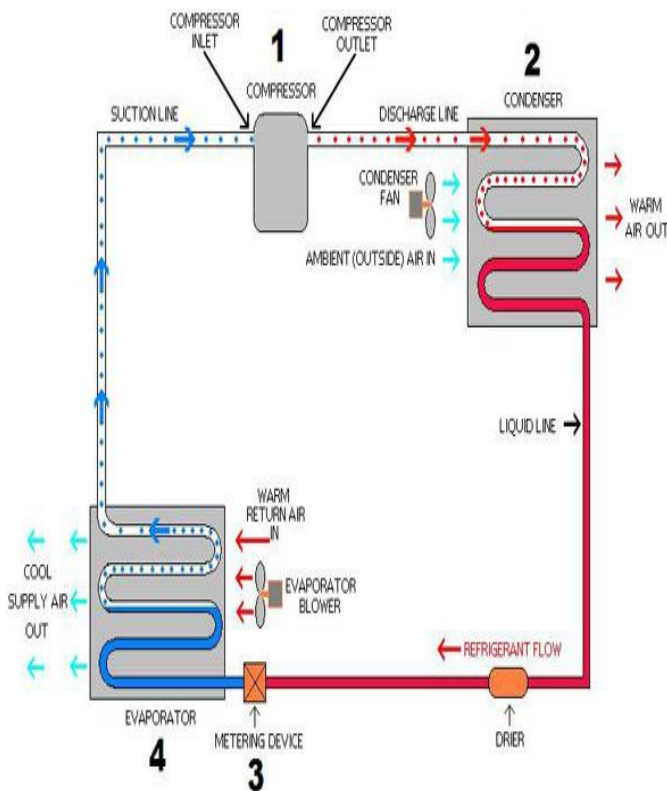 COMPRESSOR
INLET
1
COMPRESSOR
OUTLET
2
COMPRESSOR
CONDENSER
SUCTION LINE
DISCHARGE LINE
CONDENSER
FAN
WARM
AIR OUT
AMBIENT (OUTSIDE) AIR IN
LIQUID LINE
WARM
RETURN AIR
IN
COOL
SUPPLY AIR
OUT
EVAPORATOR
BLOWER
REFRIGERANT FLOW
EVAPORATOR
4
METERING DEVICE
3
DRIER